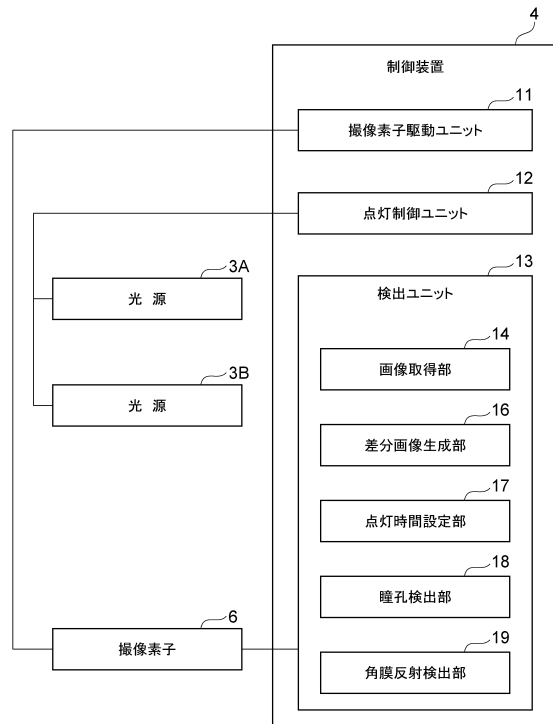 4
制御装置
11
撮像素子駆動ユニット
12
点灯制御ユニット
3A
光 源
3B
光 源
13
検出ユニット
14
画像取得部
16
差分画像生成部
17
点灯時間設定部
18
瞳孔検出部
19
角膜反射検出部
6
撮像素子